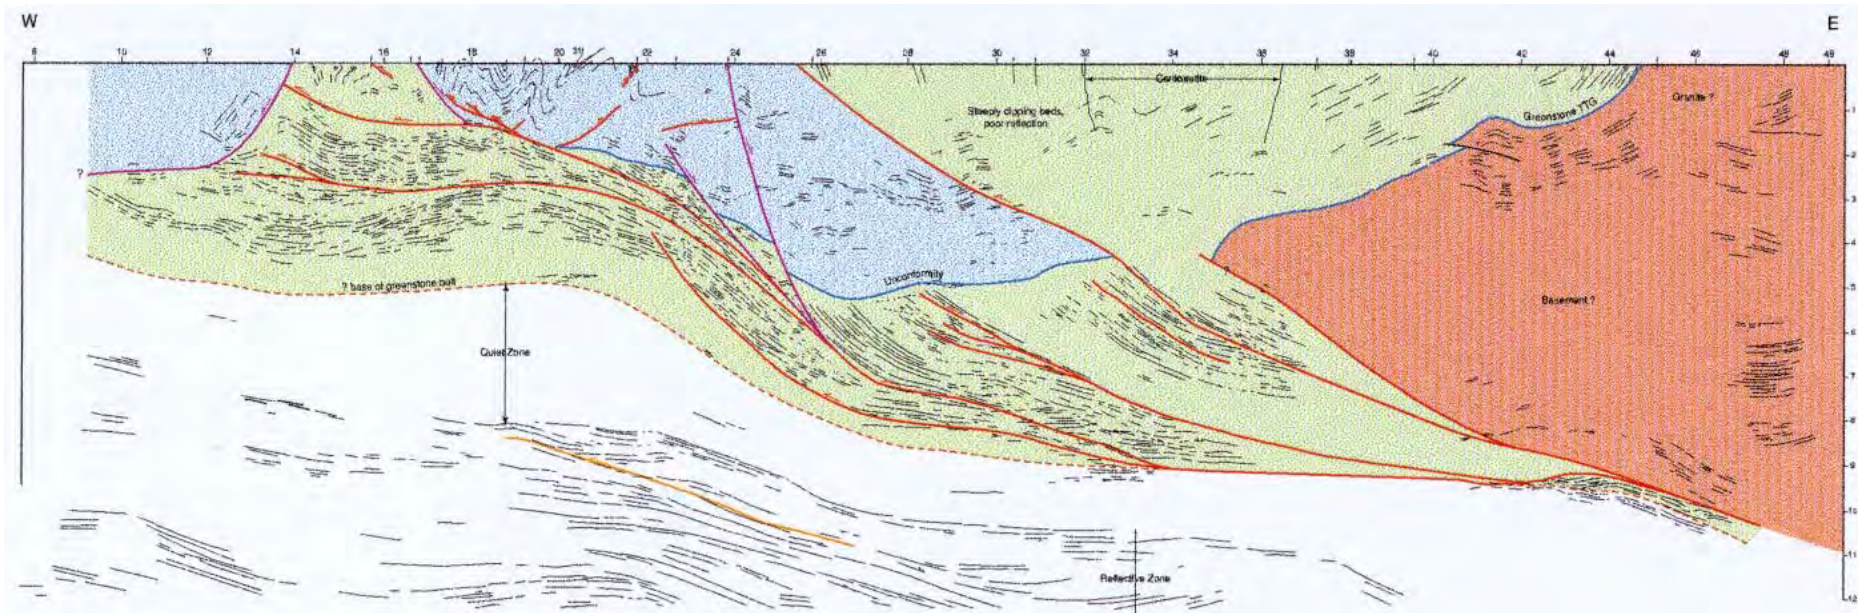 W
E
8 10 12 14 16 18 20 22 24 26 28 30 32 34 36 38 40 42 44 46 48 49
Steeply dipping beds,
poor reflection
Greenstone TTG
Granite ?
1
2
?
3
4
Unconformity
?
Basement ?
? base of greenstone belt
5
6
Quiet Zone
7
8
9
10
11
Reflective Zone
12